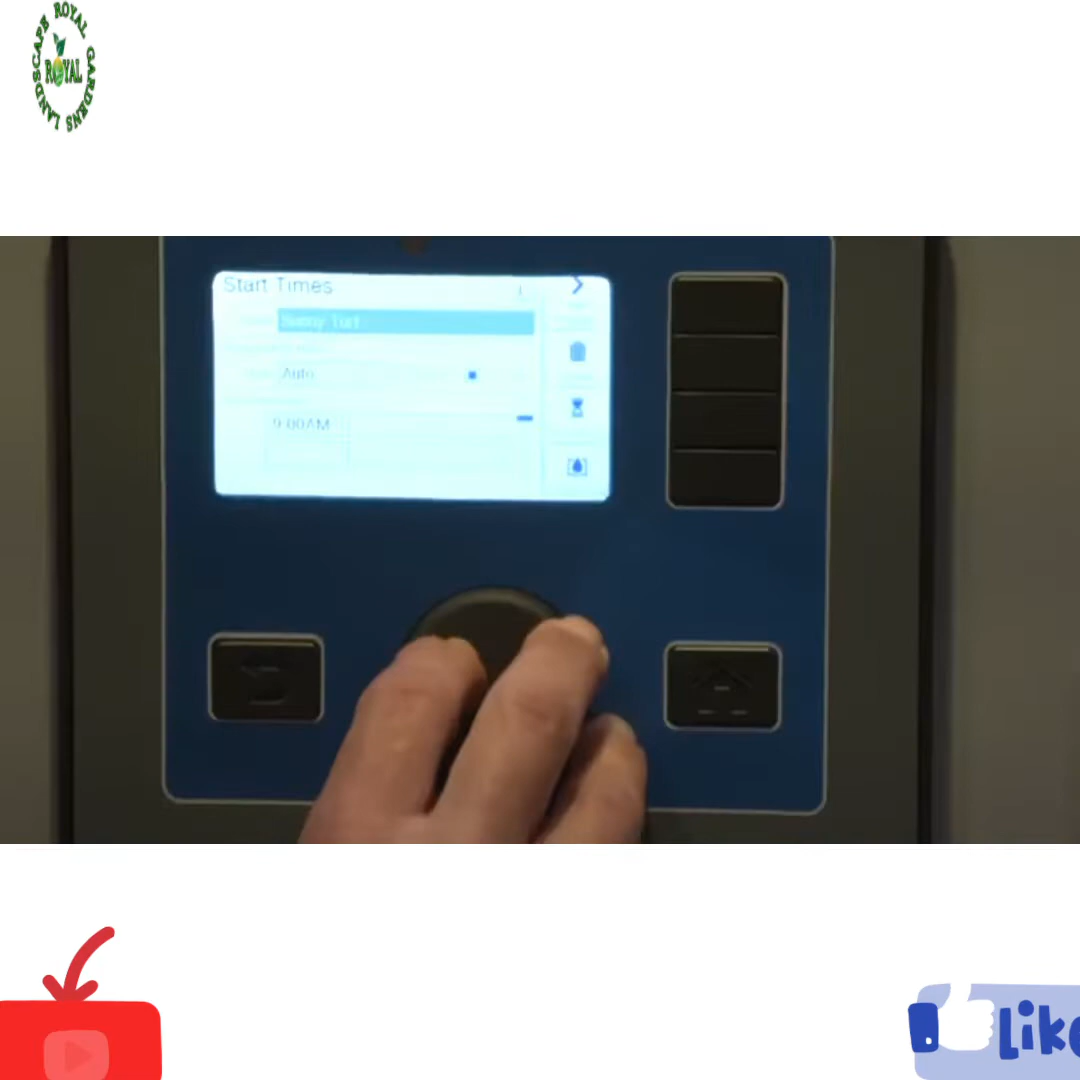 LANDSCAPE ROYAL GARDENS
ROYAL
Start Times
Sunny Turf
Auto
9:00AM
Like